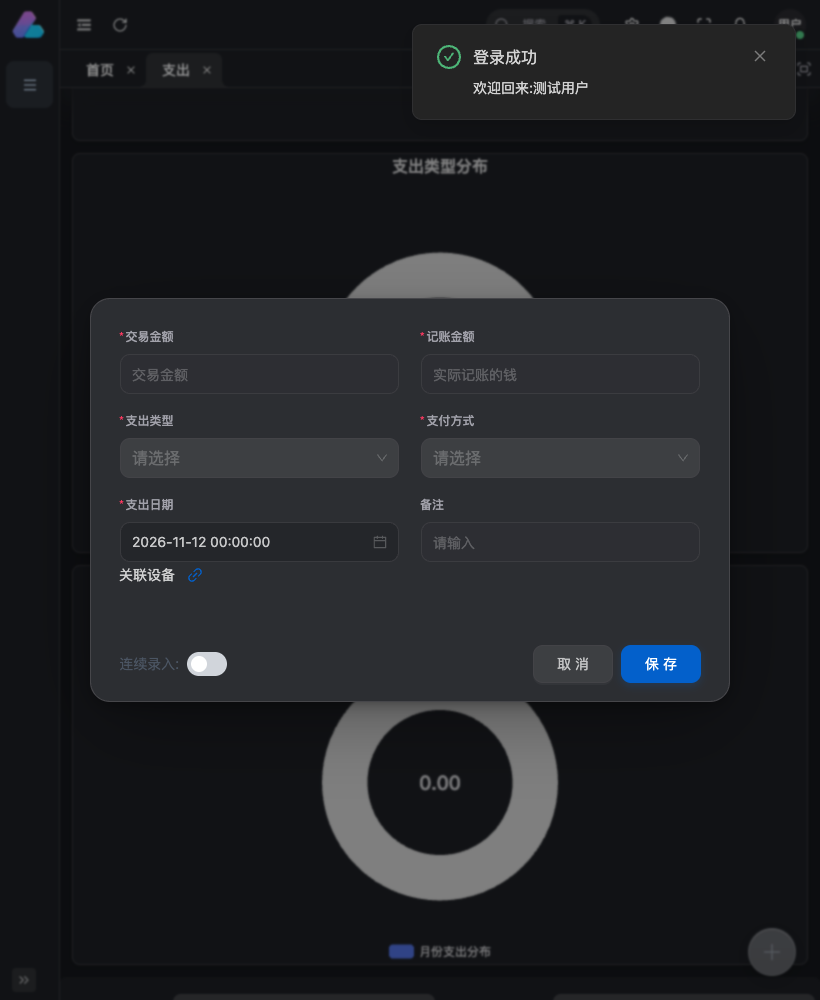 搜索 ⌘ K
用户
登录成功
欢迎回来:测试用户
首页
支出
支出类型分布
*交易金额
*记账金额
交易金额
实际记账的钱
*支出类型
*支付方式
请选择
请选择
*支出日期
备注
2026-11-12 00:00:00
请输入
关联设备
连续录入:
取 消
保 存
0.00
月份支出分布